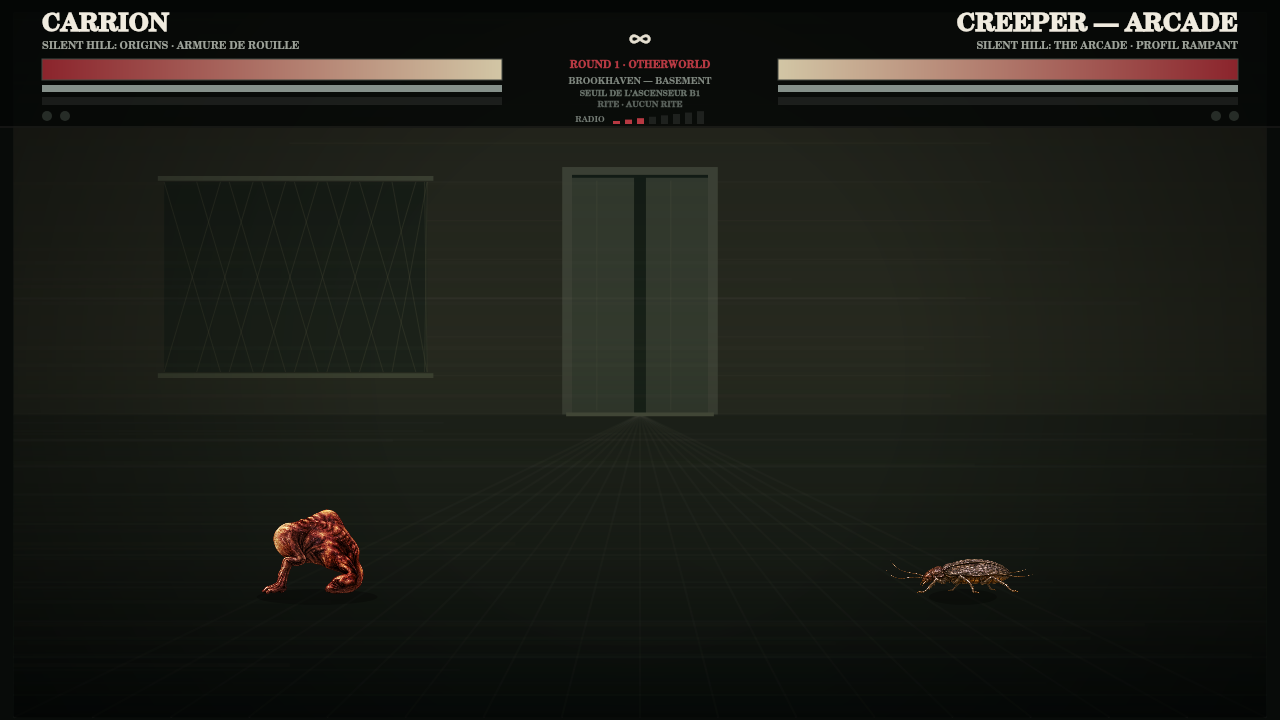 CARRION
SILENT HILL: ORIGINS · ARMURE DE ROUILLE
∞
ROUND 1 · OTHERWORLD
BROOKHAVEN — BASEMENT
SEUIL DE L'ASCENSEUR B1
RITE · AUCUN RITE
RADIO
CREEPER — ARCADE
SILENT HILL: THE ARCADE · PROFIL RAMPANT